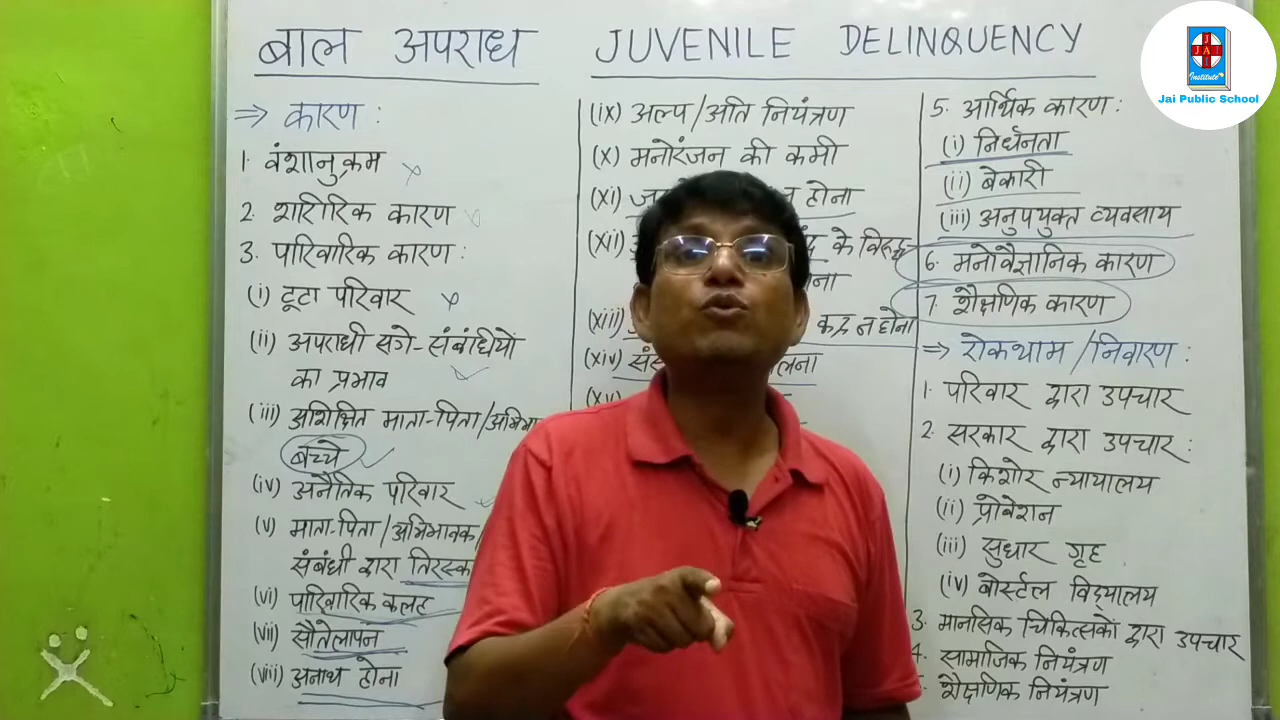 बाल अपराध JUVENILE DELINQUENCY
⇒ कारण :
1. वंशानुक्रम
2. शारीरिक कारण
3. पारिवारिक कारण :
(i) टूटा परिवार
(ii) अपराधी सगे-संबंधीयों
का प्रभाव
(iii) अशिक्षित माता-पिता/
बच्चे
(iv) अनैतिक परिवार
(v) माता-पिता/अभिभावक/
संबंधी द्वारा
(vi) पारिवारिक कलह
(vii) सौतेलापन
(viii) अनाथ होना
(ix) अल्प/अति नियंत्रण
(x) मनोरंजन की कमी
(xi) होना
(xii) के विरूद्ध
(xiii) न होना
(xiv)
(xv)
5. आर्थिक कारण :
(i) निर्धनता
(ii) बेकारी
(iii) अनुपयुक्त व्यवसाय
6. मनोवैज्ञानिक कारण
7. शैक्षणिक कारण
⇒ रोकथाम/निवारण :
1. परिवार द्वारा उपचार
2. सरकार द्वारा उपचार :
(i) किशोर न्यायालय
(ii) प्रोवेशन
(iii) सुधार गृह
(iv) बोर्स्टल विद्यालय
3. मानसिक चिकित्सकों द्वारा उपचार
4. सामाजिक नियंत्रण
शैक्षणिक नियंत्रण
J
JAI
I
Institute
Jai Public School